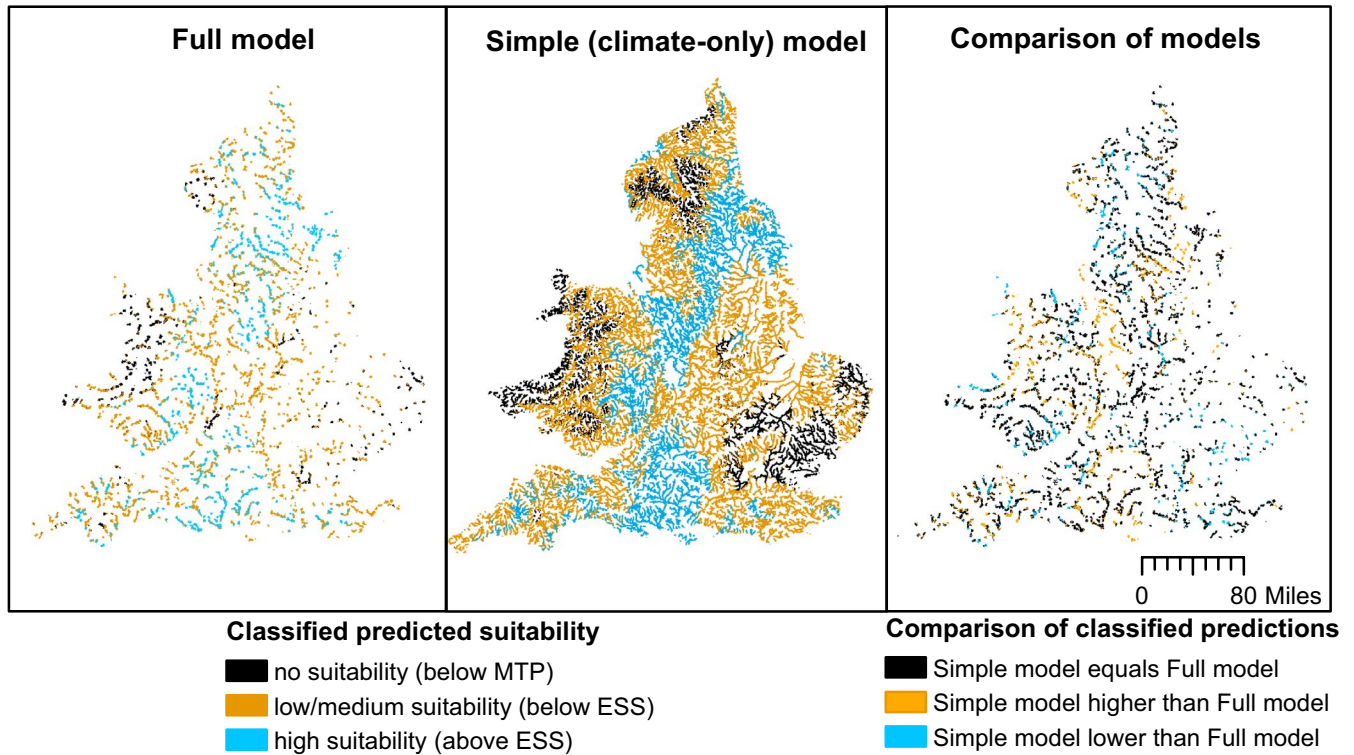 Full model
Simple (climate-only) model
Comparison of models
0 80 Miles
Classified predicted suitability
no suitability (below MTP)
low/medium suitability (below ESS)
high suitability (above ESS)
Comparison of classified predictions
Simple model equals Full model
Simple model higher than Full model
Simple model lower than Full model